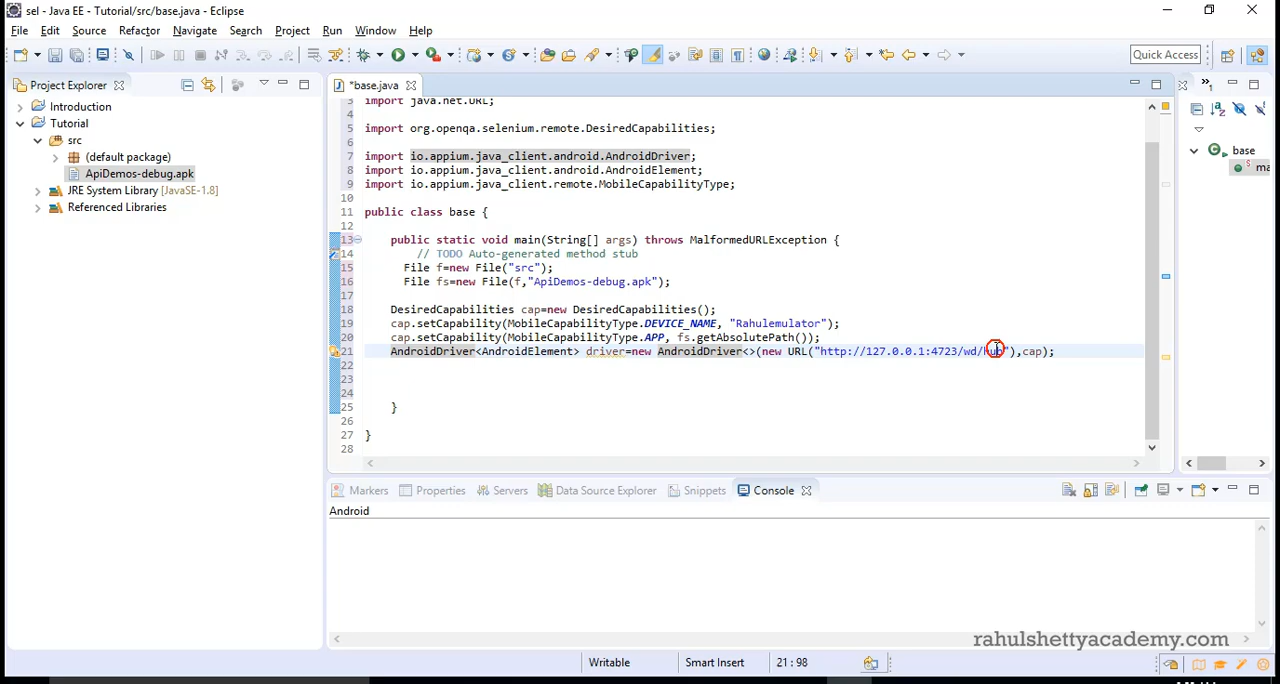 sel - Java EE - Tutorial/src/base.java - Eclipse
File Edit Source Refactor Navigate Search Project Run Window Help
Quick Access
Project Explorer
*base.java
Introduction
Tutorial
src
(default package)
ApiDemos-debug.apk
JRE System Library [JavaSE-1.8]
Referenced Libraries
3 import java.net.URL;
4
5 import org.openqa.selenium.remote.DesiredCapabilities;
6
7 import io.appium.java_client.android.AndroidDriver;
8 import io.appium.java_client.android.AndroidElement;
9 import io.appium.java_client.remote.MobileCapabilityType;
10
11 public class base {
12
13 public static void main(String[] args) throws MalformedURLException {
14 // TODO Auto-generated method stub
15 File f=new File("src");
16 File fs=new File(f,"ApiDemos-debug.apk");
17
18 DesiredCapabilities cap=new DesiredCapabilities();
19 cap.setCapability(MobileCapabilityType.DEVICE_NAME, "Rahulemulator");
20 cap.setCapability(MobileCapabilityType.APP, fs.getAbsolutePath());
21 AndroidDriver<AndroidElement> driver=new AndroidDriver<>(new URL("http://127.0.0.1:4723/wd/hub"),cap);
22
23
24
25 }
26
27 }
28
base
ma
Markers Properties Servers Data Source Explorer Snippets Console
Android
rahulshettyacademy.com
Writable Smart Insert 21 : 98